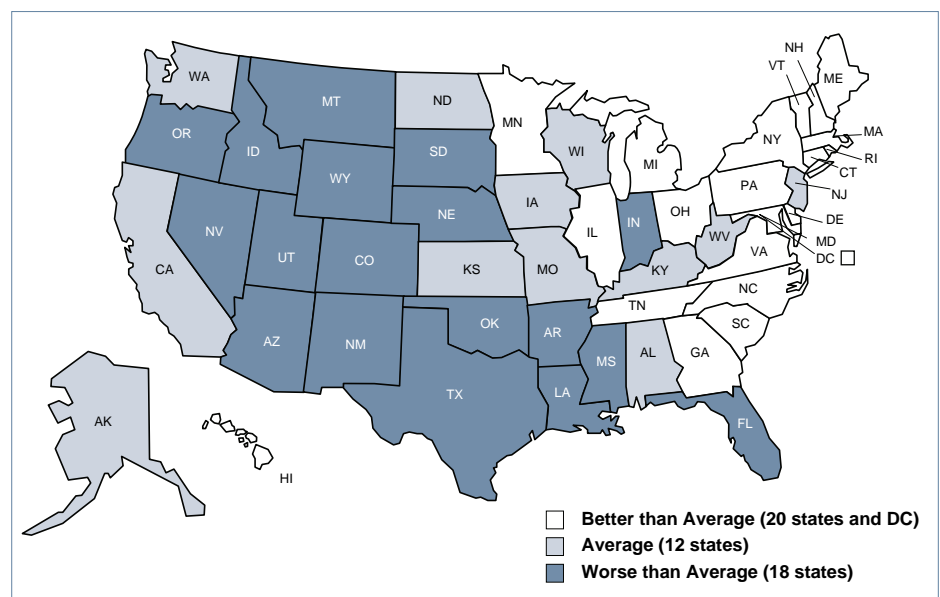 NH
VT
WA
ME
MT
ND
MN
OR
MA
NY
ID
SD
WI
MI
RI
CT
WY
PA
NJ
IA
NE
OH
DE
IN
NV
IL
WV
MD
UT
VA
DC
CO
CA
KS
MO
KY
NC
TN
OK
SC
AR
AZ
NM
AL
GA
MS
TX
LA
AK
FL
HI
Better than Average (20 states and DC)
Average (12 states)
Worse than Average (18 states)